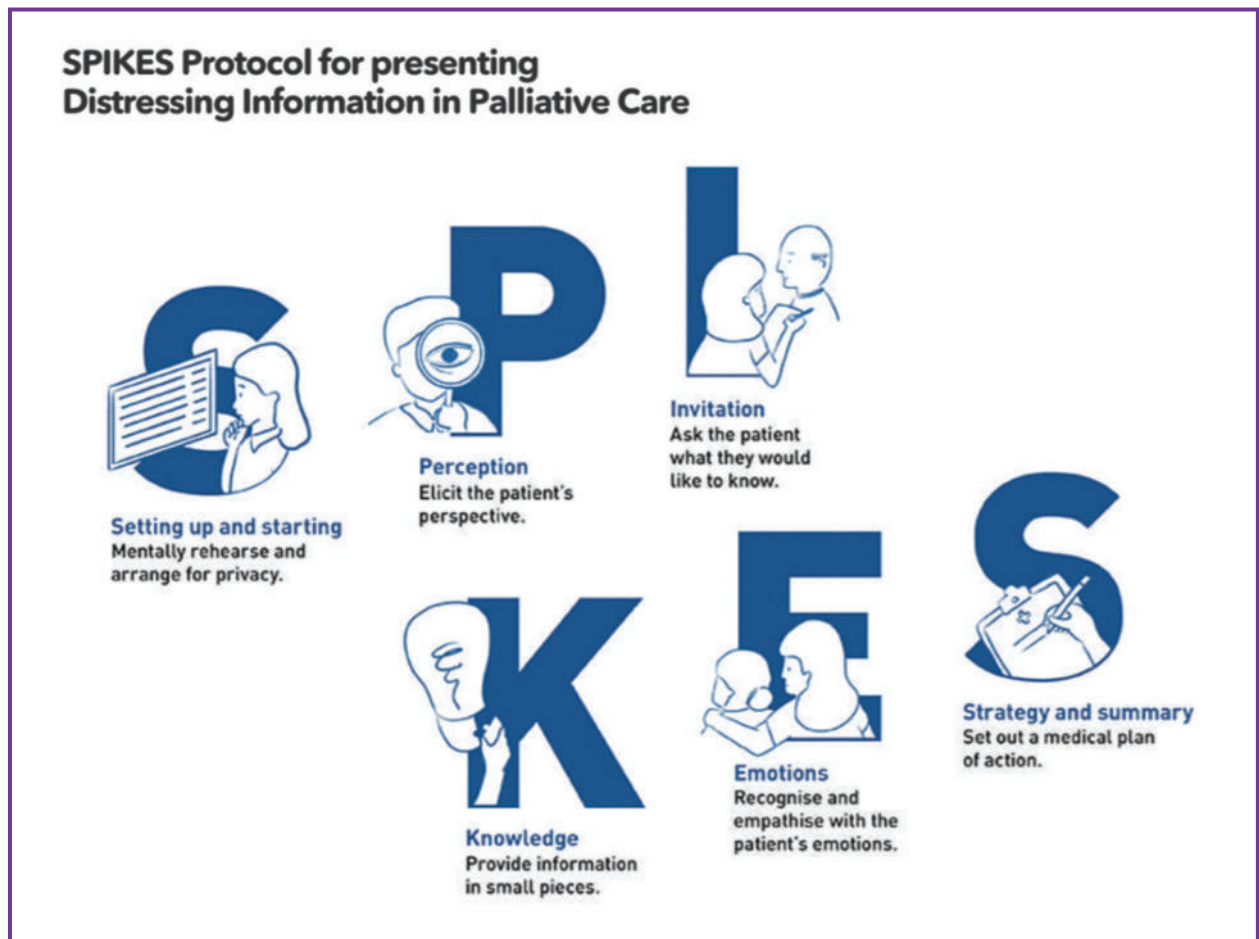 SPIKES Protocol for presenting
Distressing Information in Palliative Care
S
Setting up and starting
Mentally rehearse and
arrange for privacy.
P
Perception
Elicit the patient's
perspective.
I
Invitation
Ask the patient
what they would
like to know.
K
Knowledge
Provide information
in small pieces.
E
Emotions
Recognise and
empathise with the
patient's emotions.
S
Strategy and summary
Set out a medical plan
of action.